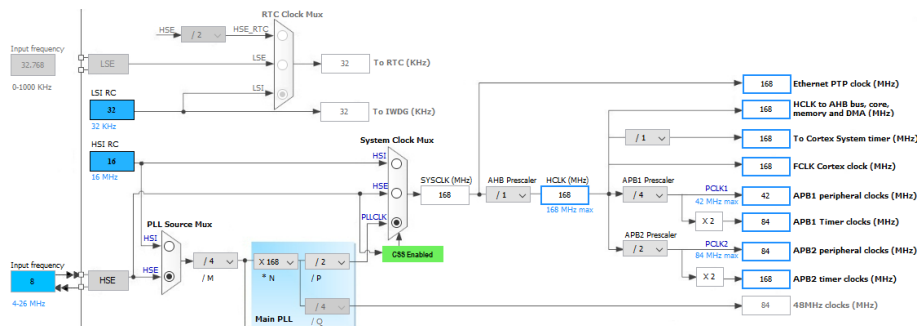 RTC Clock Mux
HSE
/ 2
HSE_RTC
Input frequency
32.768
0-1000 KHz
LSE
LSE
32
To RTC (KHz)
LSI RC
32
32 KHz
LSI
32
To IWDG (KHz)
HSI RC
16
16 MHz
System Clock Mux
HSI
HSE
PLLCLK
SYSCLK (MHz)
168
AHB Prescaler
/ 1
HCLK (MHz)
168
168 MHz max
168
Ethernet PTP clock (MHz)
168
HCLK to AHB bus, core,
memory and DMA (MHz)
/ 1
168
To Cortex System timer (MHz)
168
FCLK Cortex clock (MHz)
APB1 Prescaler
/ 4
PCLK1
42 MHz max
42
APB1 peripheral clocks (MHz)
X 2
84
APB1 Timer clocks (MHz)
APB2 Prescaler
/ 2
PCLK2
84 MHz max
84
APB2 peripheral clocks (MHz)
X 2
168
APB2 timer clocks (MHz)
84
48MHz clocks (MHz)
CSS Enabled
PLL Source Mux
HSI
HSE
Input frequency
8
4-26 MHz
HSE
/ 4
/ M
X 168
* N
/ 2
/ P
/ 4
/ Q
Main PLL